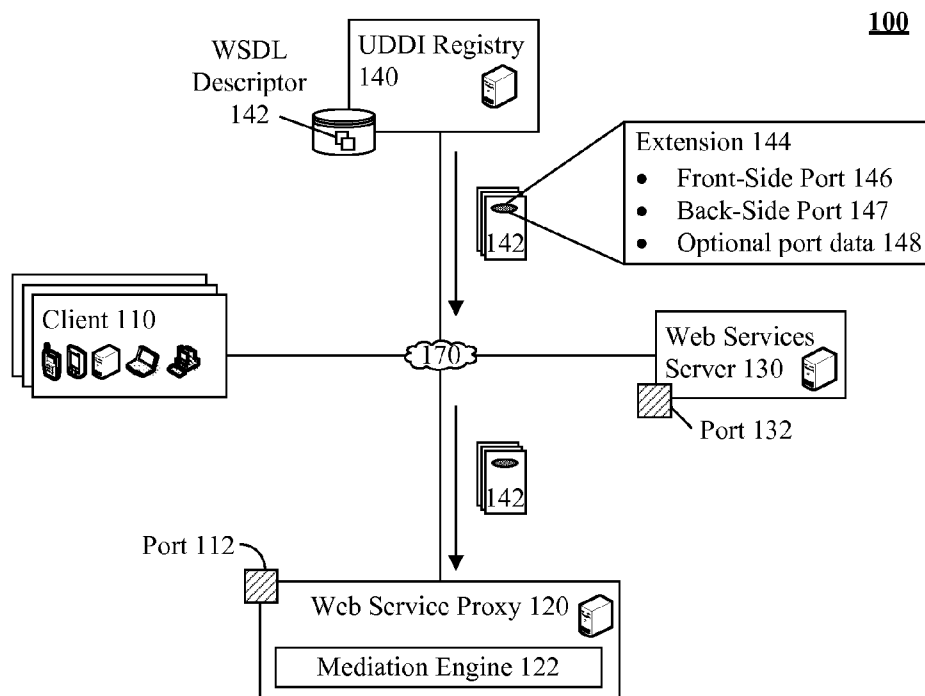 100
WSDL
Descriptor
142
UDDI Registry
140
Extension 144
• Front-Side Port 146
• Back-Side Port 147
• Optional port data 148
142
Client 110
170
Web Services
Server 130
Port 132
142
Port 112
Web Service Proxy 120
Mediation Engine 122